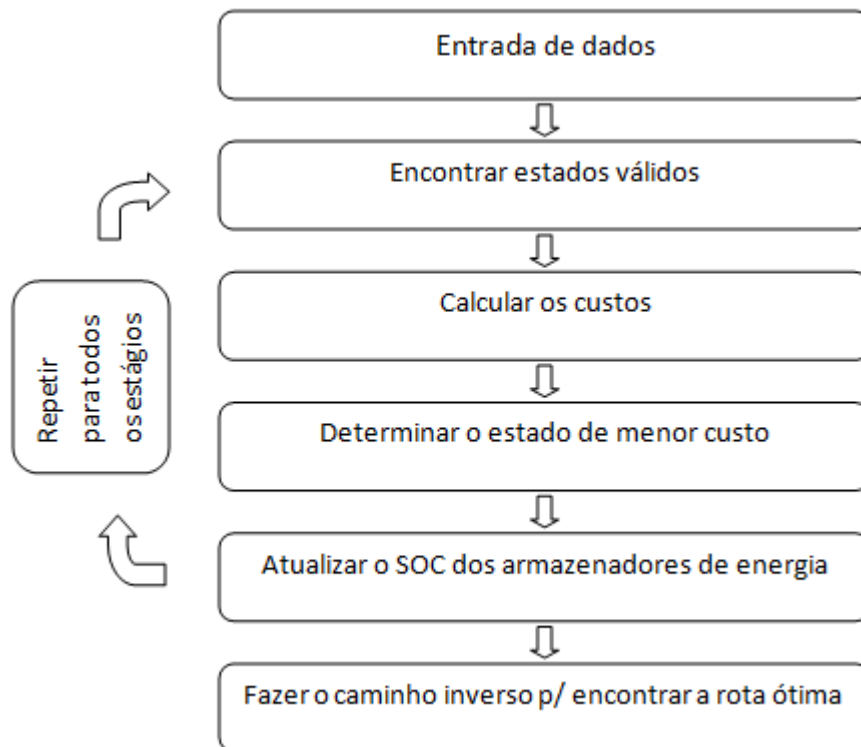 Entrada de dados
Encontrar estados válidos
Calcular os custos
Determinar o estado de menor custo
Atualizar o SOC dos armazenadores de energia
Fazer o caminho inverso p/ encontrar a rota ótima
Repetir
para todos
os estágios